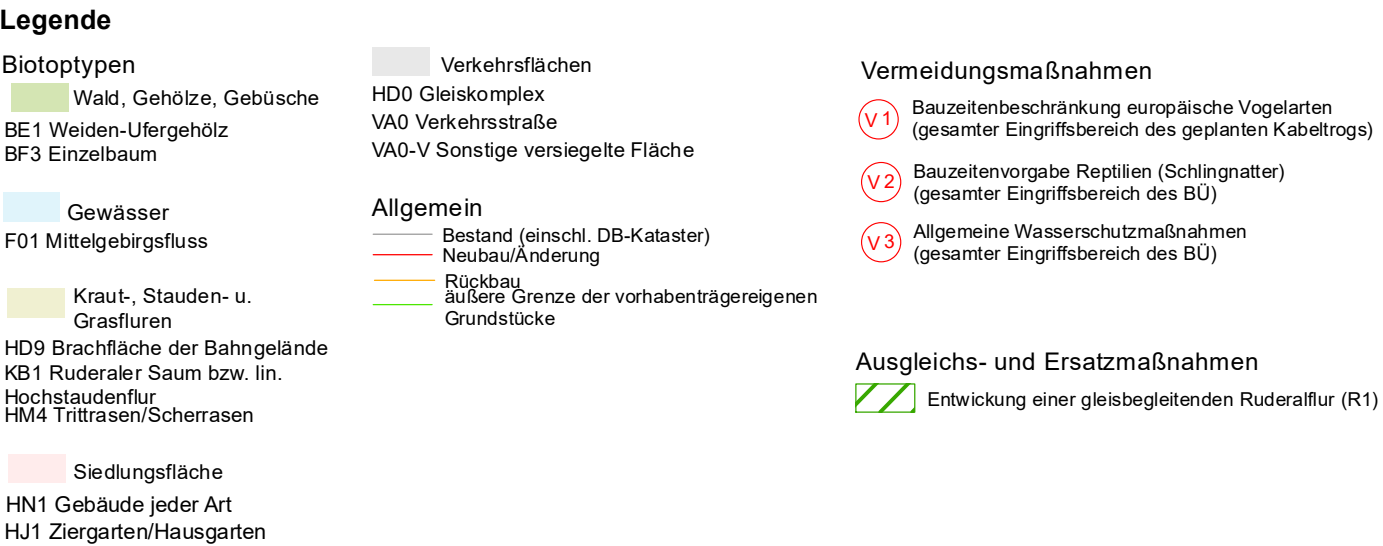 Legende
Biotoptypen
Wald, Gehölze, Gebüsche
BE1 Weiden-Ufergehölz
BF3 Einzelbaum
Gewässer
F01 Mittelgebirgsfluss
Kraut-, Stauden- u.
Grasfluren
HD9 Brachfläche der Bahngelände
KB1 Ruderaler Saum bzw. lin.
Hochstaudenflur
HM4 Trittrasen/Scherrasen
Siedlungsfläche
HN1 Gebäude jeder Art
HJ1 Ziergarten/Hausgarten
Verkehrsflächen
HD0 Gleiskomplex
VA0 Verkehrsstraße
VA0-V Sonstige versiegelte Fläche
Allgemein
Bestand (einschl. DB-Kataster)
Neubau/Änderung
Rückbau
äußere Grenze der vorhabenträgereigenen
Grundstücke
Vermeidungsmaßnahmen
V 1 Bauzeitenbeschränkung europäische Vogelarten
(gesamter Eingriffsbereich des geplanten Kabeltrogs)
V 2 Bauzeitenvorgabe Reptilien (Schlingnatter)
(gesamter Eingriffsbereich des BÜ)
V 3 Allgemeine Wasserschutzmaßnahmen
(gesamter Eingriffsbereich des BÜ)
Ausgleichs- und Ersatzmaßnahmen
Entwickung einer gleisbegleitenden Ruderalflur (R1)